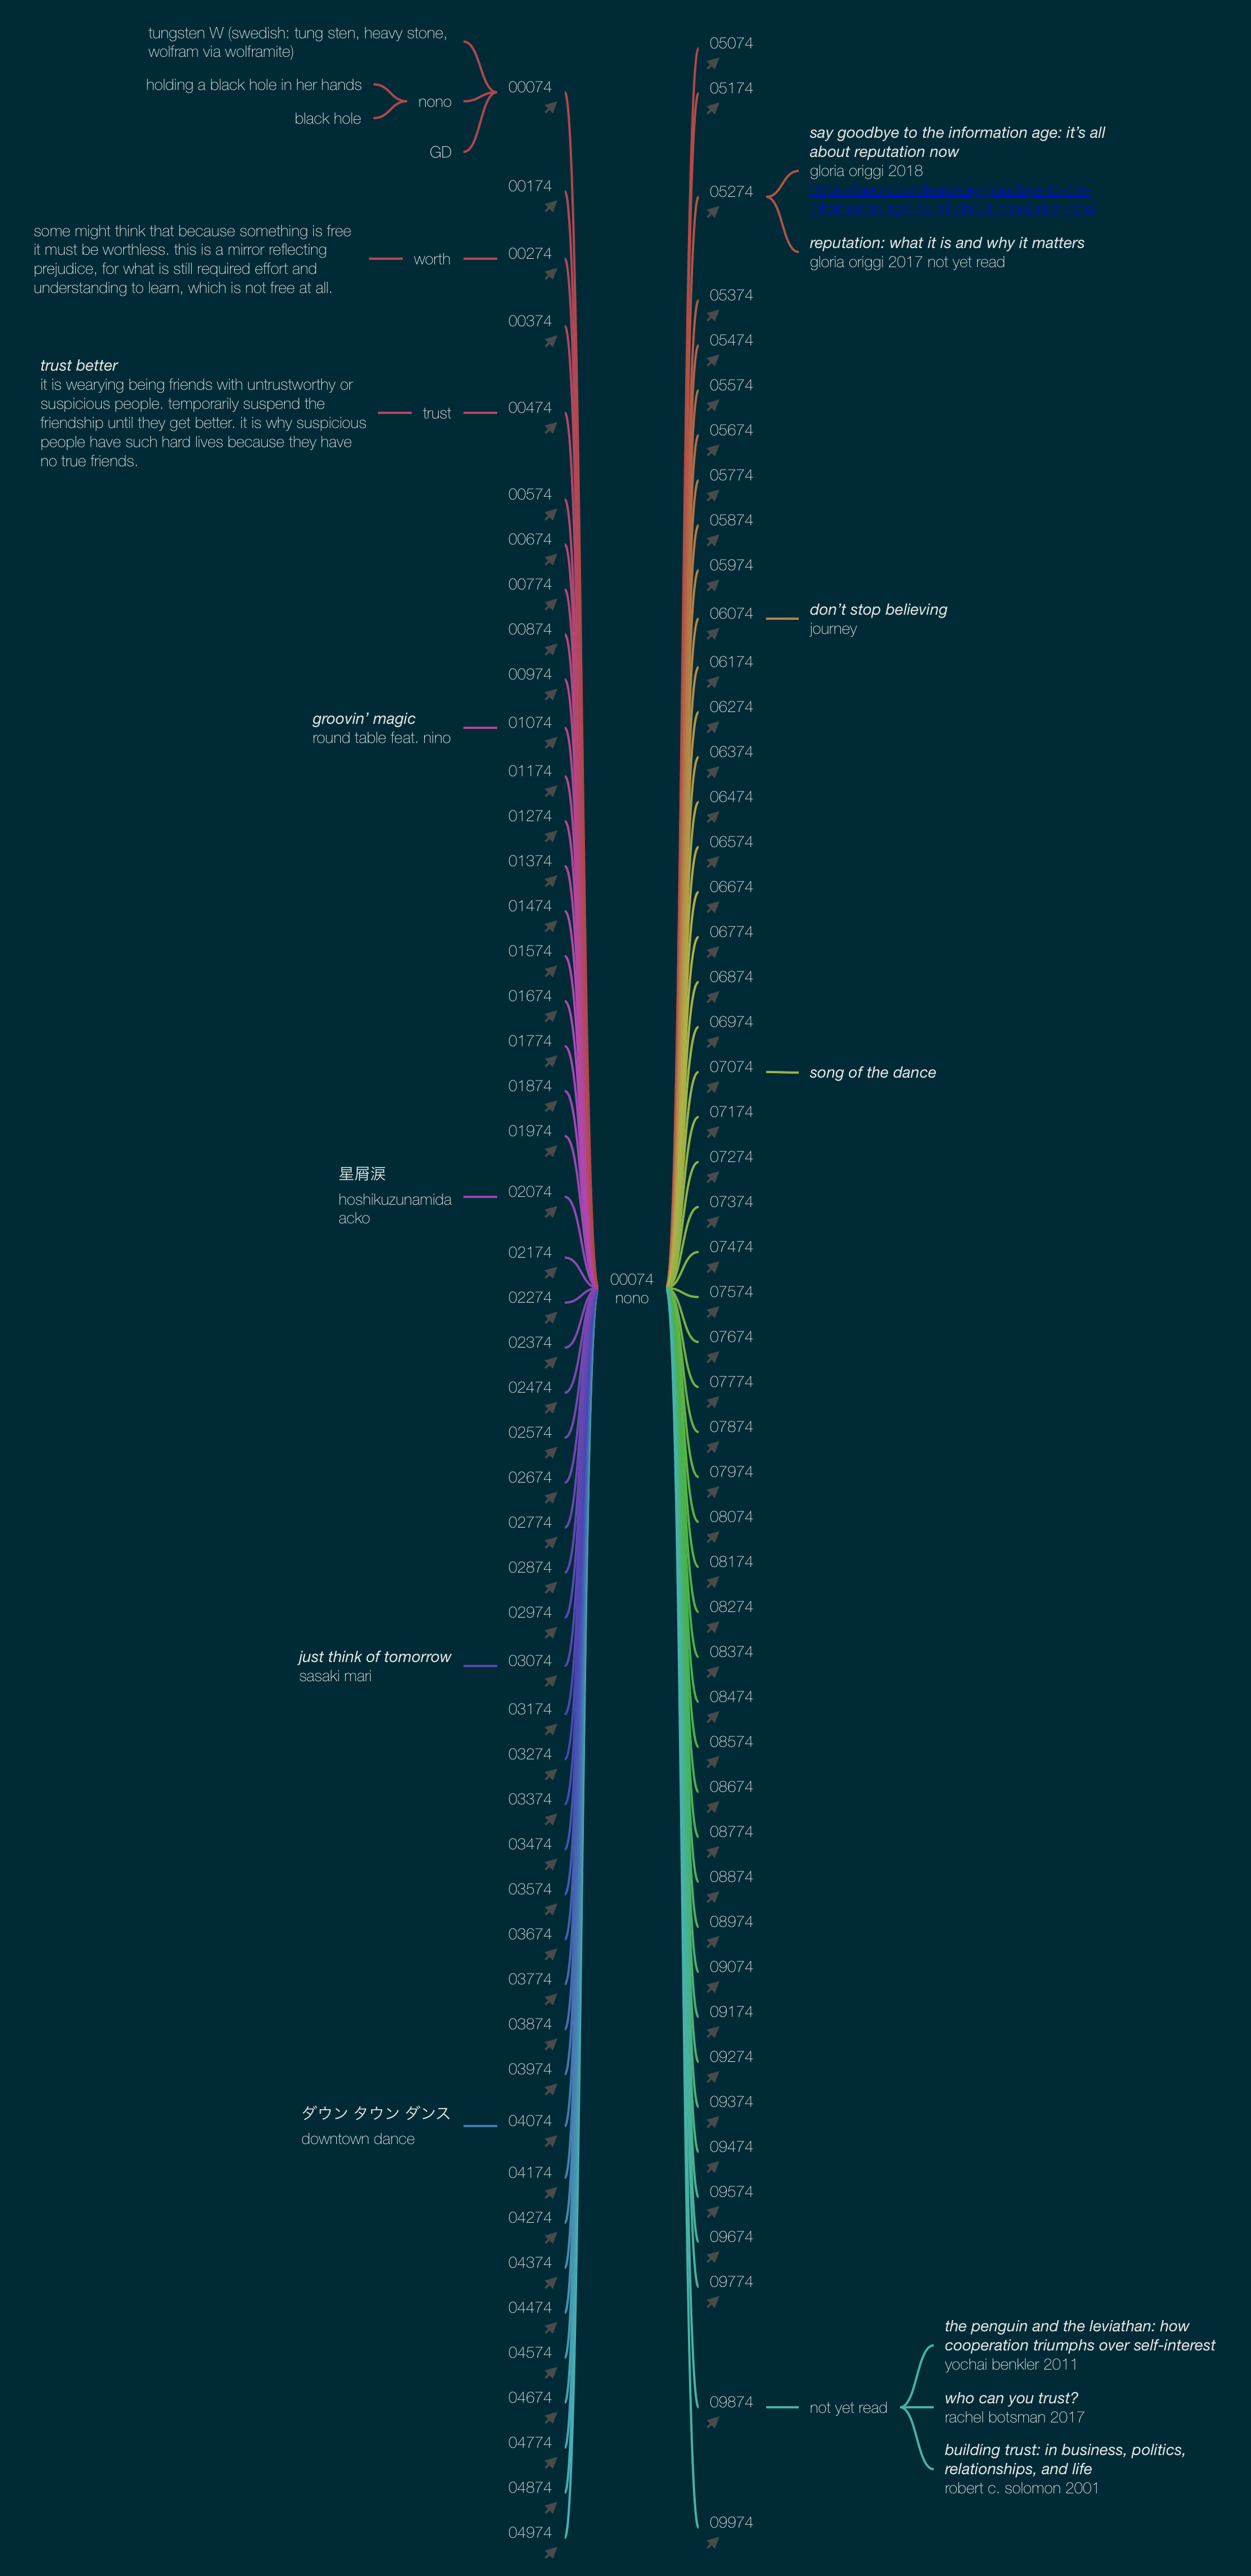 tungsten W (swedish: tung sten, heavy stone,
wolfram via wolframite)
holding a black hole in her hands
black hole
nono
GD
00074
00174
some might think that because something is free
it must be worthless. this is a mirror reflecting
prejudice, for what is still required effort and
understanding to learn, which is not free at all.
worth
00274
00374
trust better
it is wearying being friends with untrustworthy or
suspicious people. temporarily suspend the
friendship until they get better. it is why suspicious
people have such hard lives because they have
no true friends.
trust
00474
00574
00674
00774
00874
00974
groovin’ magic
round table feat. nino
01074
01174
01274
01374
01474
01574
01674
01774
01874
01974
星屑涙
hoshikuzunamida
acko
02074
02174
02274
02374
02474
02574
02674
02774
02874
02974
just think of tomorrow
sasaki mari
03074
03174
03274
03374
03474
03574
03674
03774
03874
03974
ダウン タウン ダンス
downtown dance
04074
04174
04274
04374
04474
04574
04674
04774
04874
04974
00074
nono
05074
05174
05274
say goodbye to the information age: it’s all
about reputation now
gloria origgi 2018
reputation: what it is and why it matters
gloria origgi 2017 not yet read
05374
05474
05574
05674
05774
05874
05974
06074
don’t stop believing
journey
06174
06274
06374
06474
06574
06674
06774
06874
06974
07074
song of the dance
07174
07274
07374
07474
07574
07674
07774
07874
07974
08074
08174
08274
08374
08474
08574
08674
08774
08874
08974
09074
09174
09274
09374
09474
09574
09674
09774
09874
not yet read
the penguin and the leviathan: how
cooperation triumphs over self-interest
yochai benkler 2011
who can you trust?
rachel botsman 2017
building trust: in business, politics,
relationships, and life
robert c. solomon 2001
09974